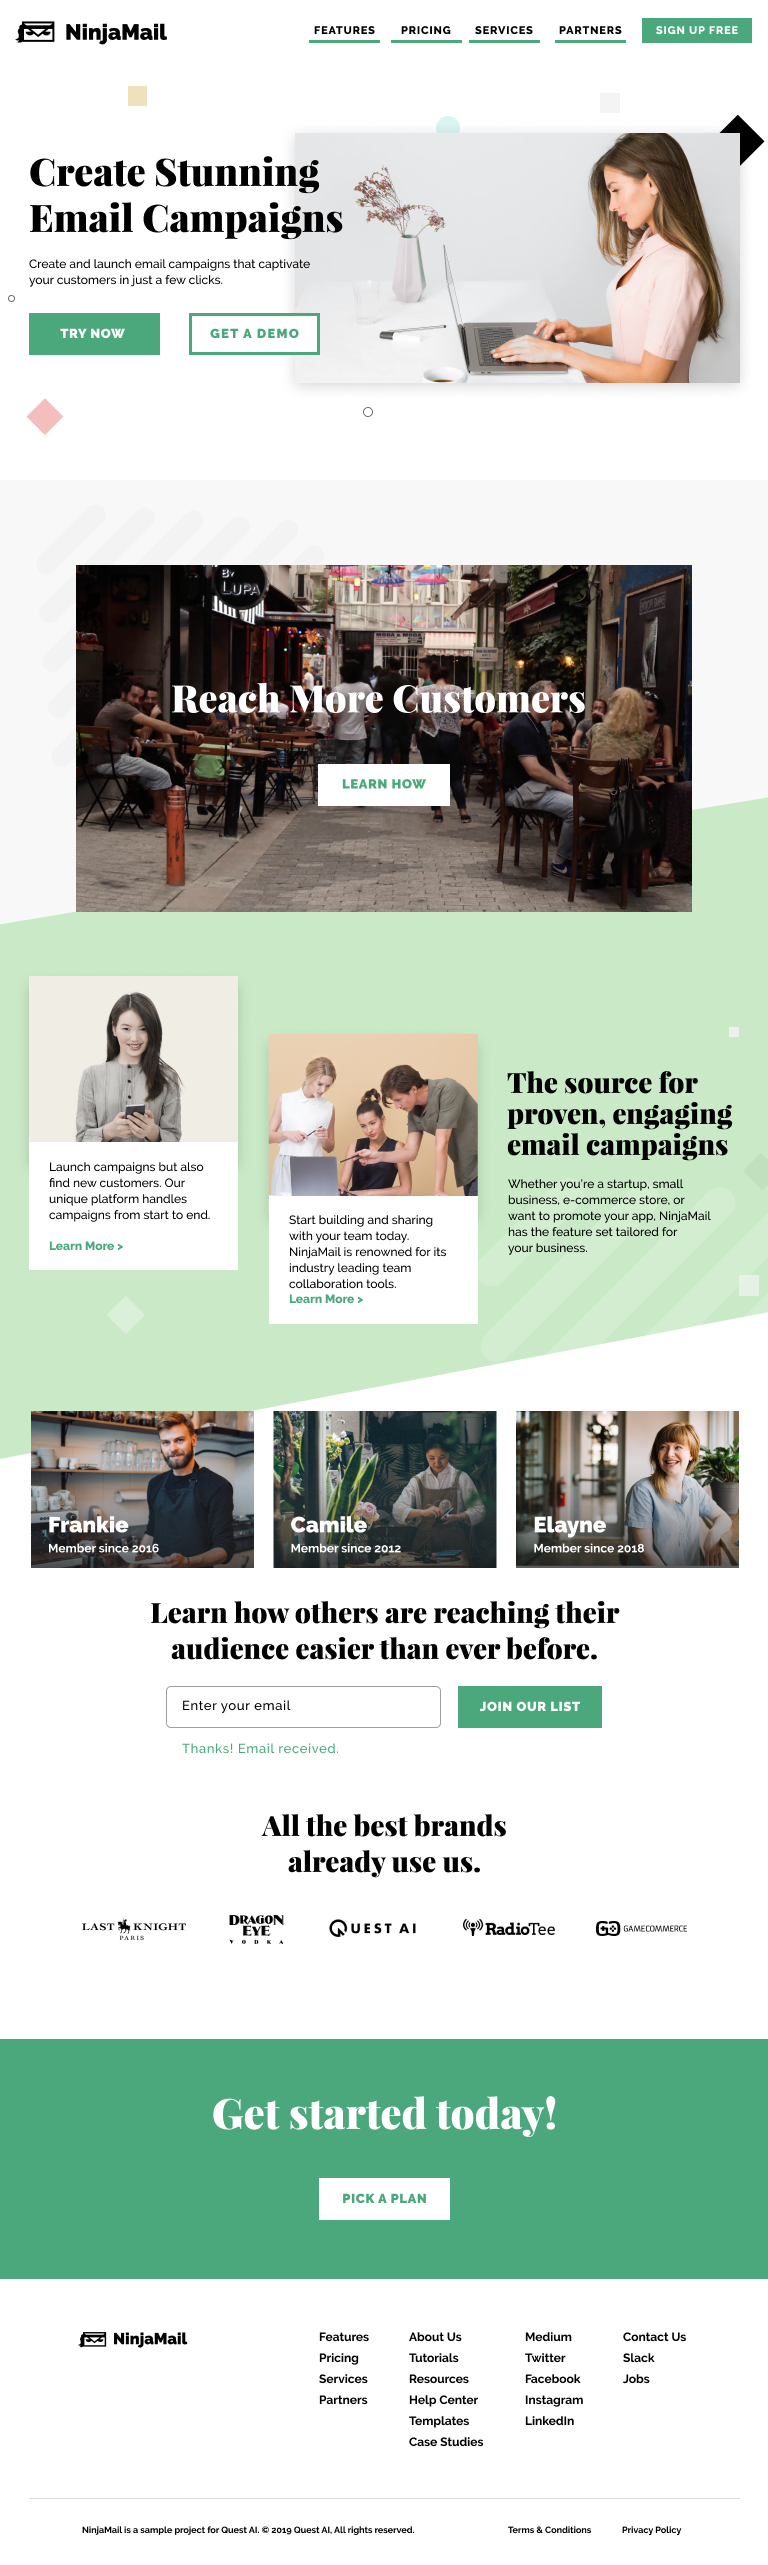 NinjaMail
FEATURES
PRICING
SERVICES
PARTNERS
SIGN UP FREE
Create Stunning
Email Campaigns
Create and launch email campaigns that captivate
your customers in just a few clicks.
TRY NOW
GET A DEMO
BY
LUPA
MODA & MODA
Reach More Customers
LEARN HOW
Launch campaigns but also
find new customers. Our
unique platform handles
campaigns from start to end.
Learn More >
Start building and sharing
with your team today.
NinjaMail is renowned for its
industry leading team
collaboration tools.
Learn More >
The source for
proven, engaging
email campaigns
Whether you're a startup, small
business, e-commerce store, or
want to promote your app, NinjaMail
has the feature set tailored for
your business.
Frankie
Member since 2016
Camile
Member since 2012
Elayne
Member since 2018
Learn how others are reaching their
audience easier than ever before.
Enter your email
JOIN OUR LIST
Thanks! Email received.
All the best brands
already use us.
LAST KNIGHT
PARIS
DRAGON
EYE
VODKA
QUEST AI
RadioTee
GAMECOMMERCE
Get started today!
PICK A PLAN
NinjaMail
Features
Pricing
Services
Partners
About Us
Tutorials
Resources
Help Center
Templates
Case Studies
Medium
Twitter
Facebook
Instagram
LinkedIn
Contact Us
Slack
Jobs
NinjaMail is a sample project for Quest AI. © 2019 Quest AI, All rights reserved.
Terms & Conditions
Privacy Policy